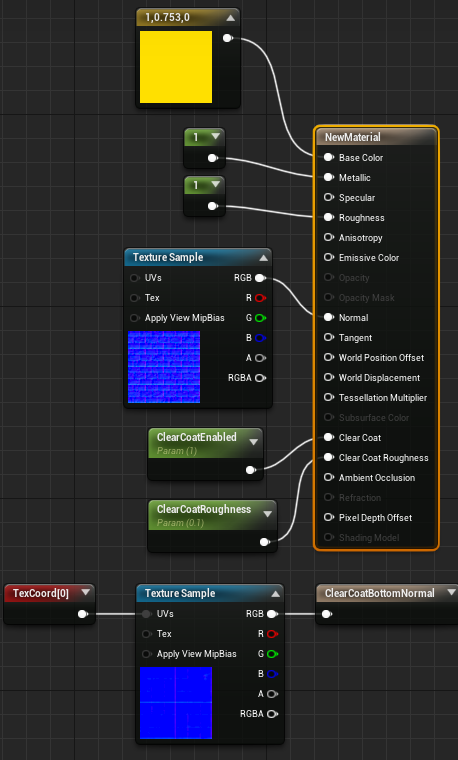 1,0.753,0
1
1
NewMaterial
Base Color
Metallic
Specular
Roughness
Anisotropy
Emissive Color
Opacity
Opacity Mask
Normal
Tangent
World Position Offset
World Displacement
Tessellation Multiplier
Subsurface Color
Clear Coat
Clear Coat Roughness
Ambient Occlusion
Refraction
Pixel Depth Offset
Shading Model
Texture Sample
UVs RGB
Tex R
Apply View MipBias G
B
A
RGBA
ClearCoatEnabled
Param (1)
ClearCoatRoughness
Param (0.1)
TexCoord[0]
Texture Sample
UVs RGB
Tex R
Apply View MipBias G
B
A
RGBA
ClearCoatBottomNormal